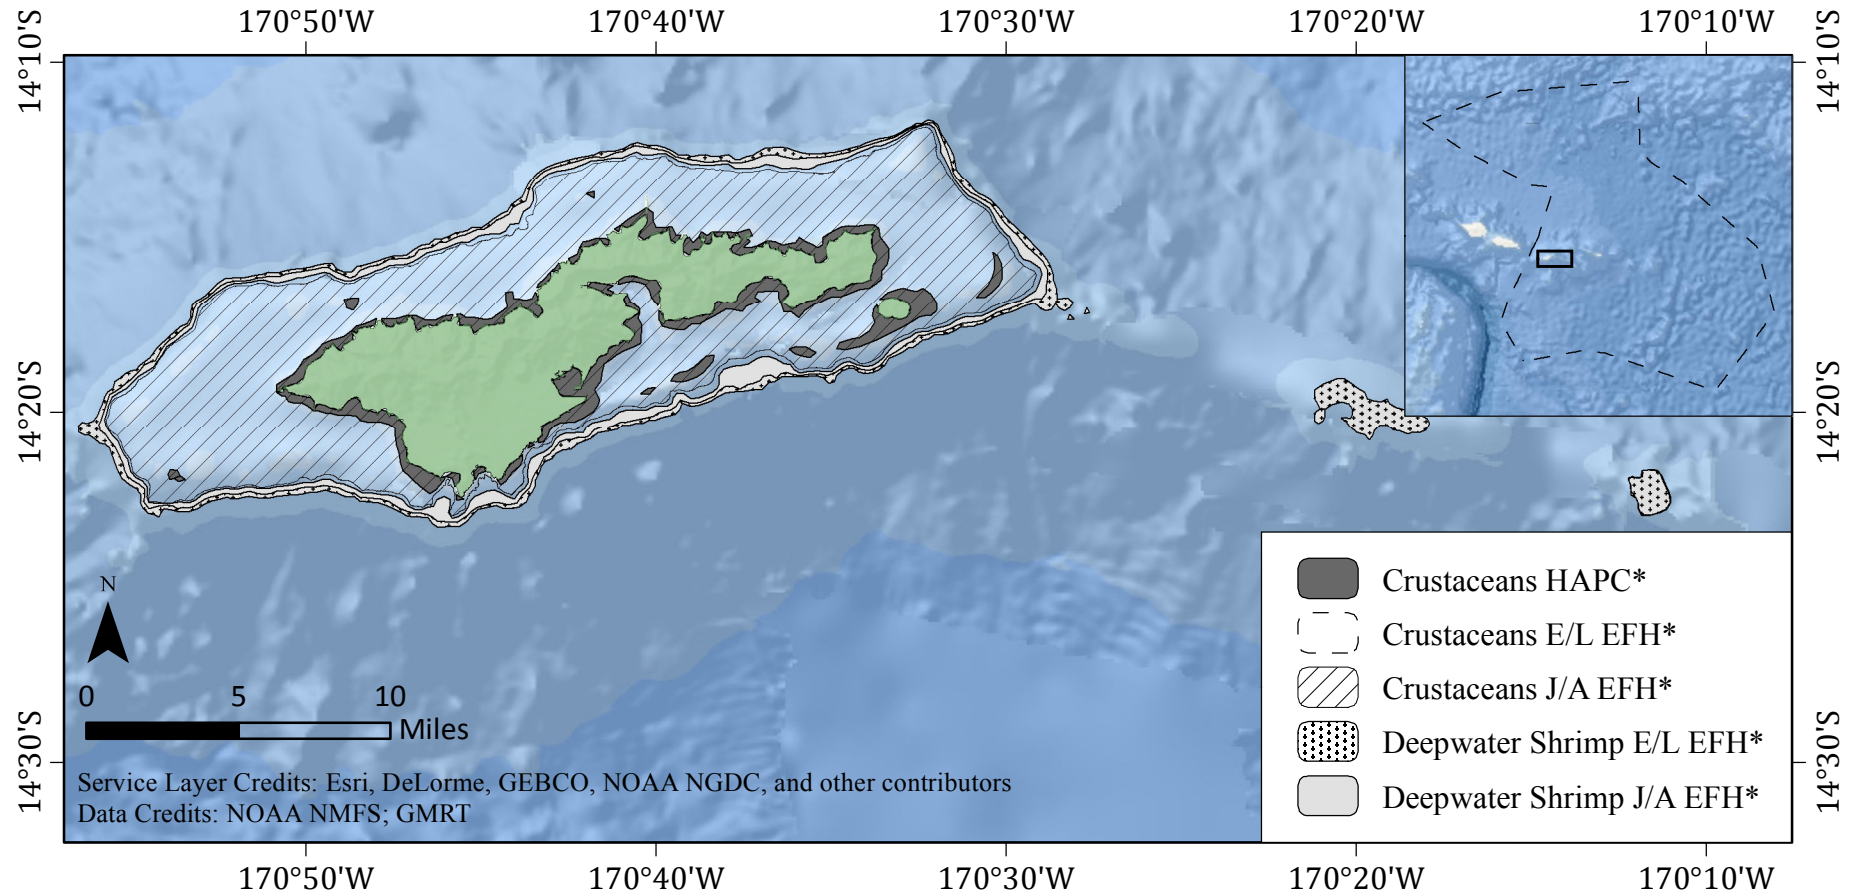 170°50'W 170°40'W 170°30'W 170°20'W 170°10'W
14°10'S 14°10'S
14°20'S 14°20'S
14°30'S 14°30'S
N
0 5 10
Miles
Service Layer Credits: Esri, DeLorme, GEBCO, NOAA NGDC, and other contributors
Data Credits: NOAA NMFS; GMRT
Crustaceans HAPC*
Crustaceans E/L EFH*
Crustaceans J/A EFH*
Deepwater Shrimp E/L EFH*
Deepwater Shrimp J/A EFH*
170°50'W 170°40'W 170°30'W 170°20'W 170°10'W